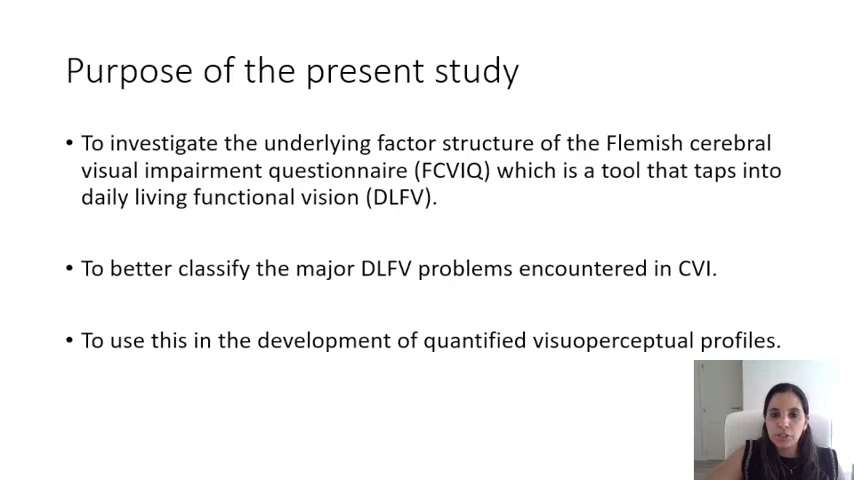 Purpose of the present study
• To investigate the underlying factor structure of the Flemish cerebral
visual impairment questionnaire (FCVIQ) which is a tool that taps into
daily living functional vision (DLFV).
• To better classify the major DLFV problems encountered in CVI.
• To use this in the development of quantified visuoperceptual profiles.